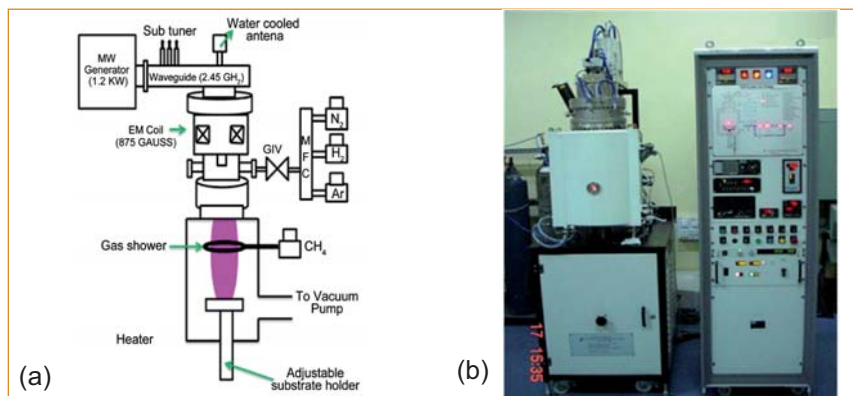 Sub tuner
Water cooled
antena
MW
Generator
(1.2 KW)
Waveguide (2.45 GH₂)
EM Coil
(875 GAUSS)
GIV
M
F
C
N₂
H₂
Ar
Gas shower
CH₄
To Vacuum
Pump
Heater
Adjustable
substrate holder
(a)
(b)
17 15:35